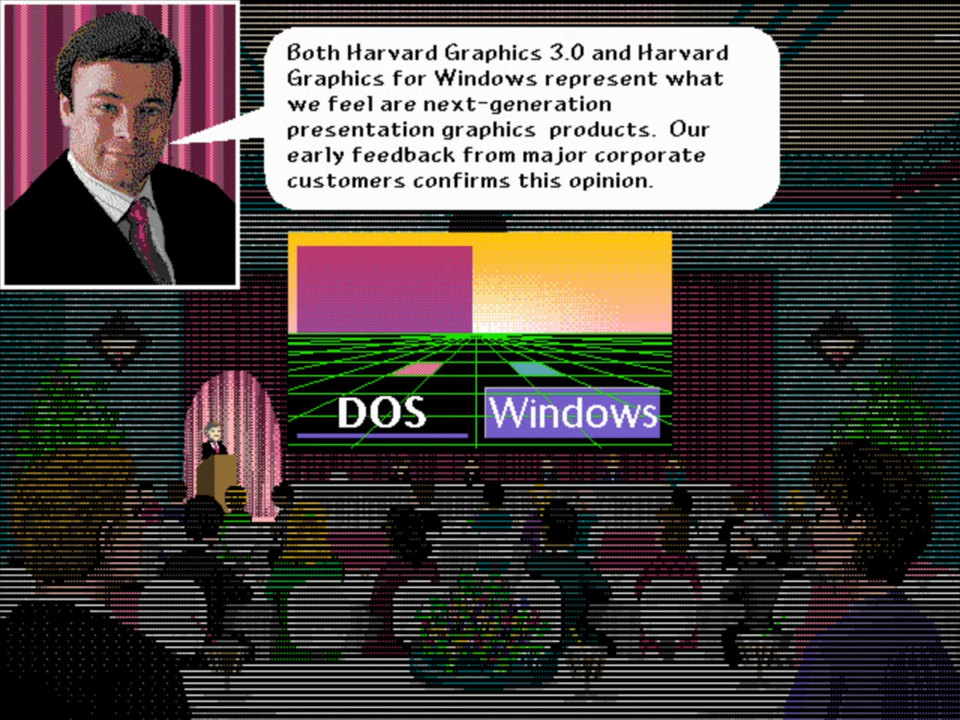 Both Harvard Graphics 3.0 and Harvard
Graphics for Windows represent what
we feel are next-generation
presentation graphics products. Our
early feedback from major corporate
customers confirms this opinion.
DOS
Windows